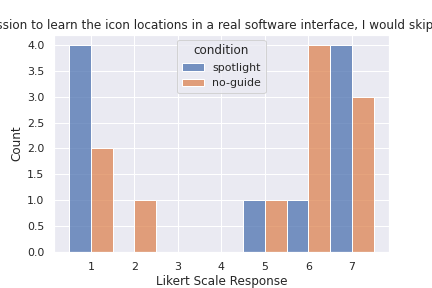 ssion to learn the icon locations in a real software interface, I would skip
condition
spotlight
no-guide
4.0
3.5
3.0
2.5
2.0
1.5
1.0
0.5
0.0
Count
1 2 3 4 5 6 7
Likert Scale Response